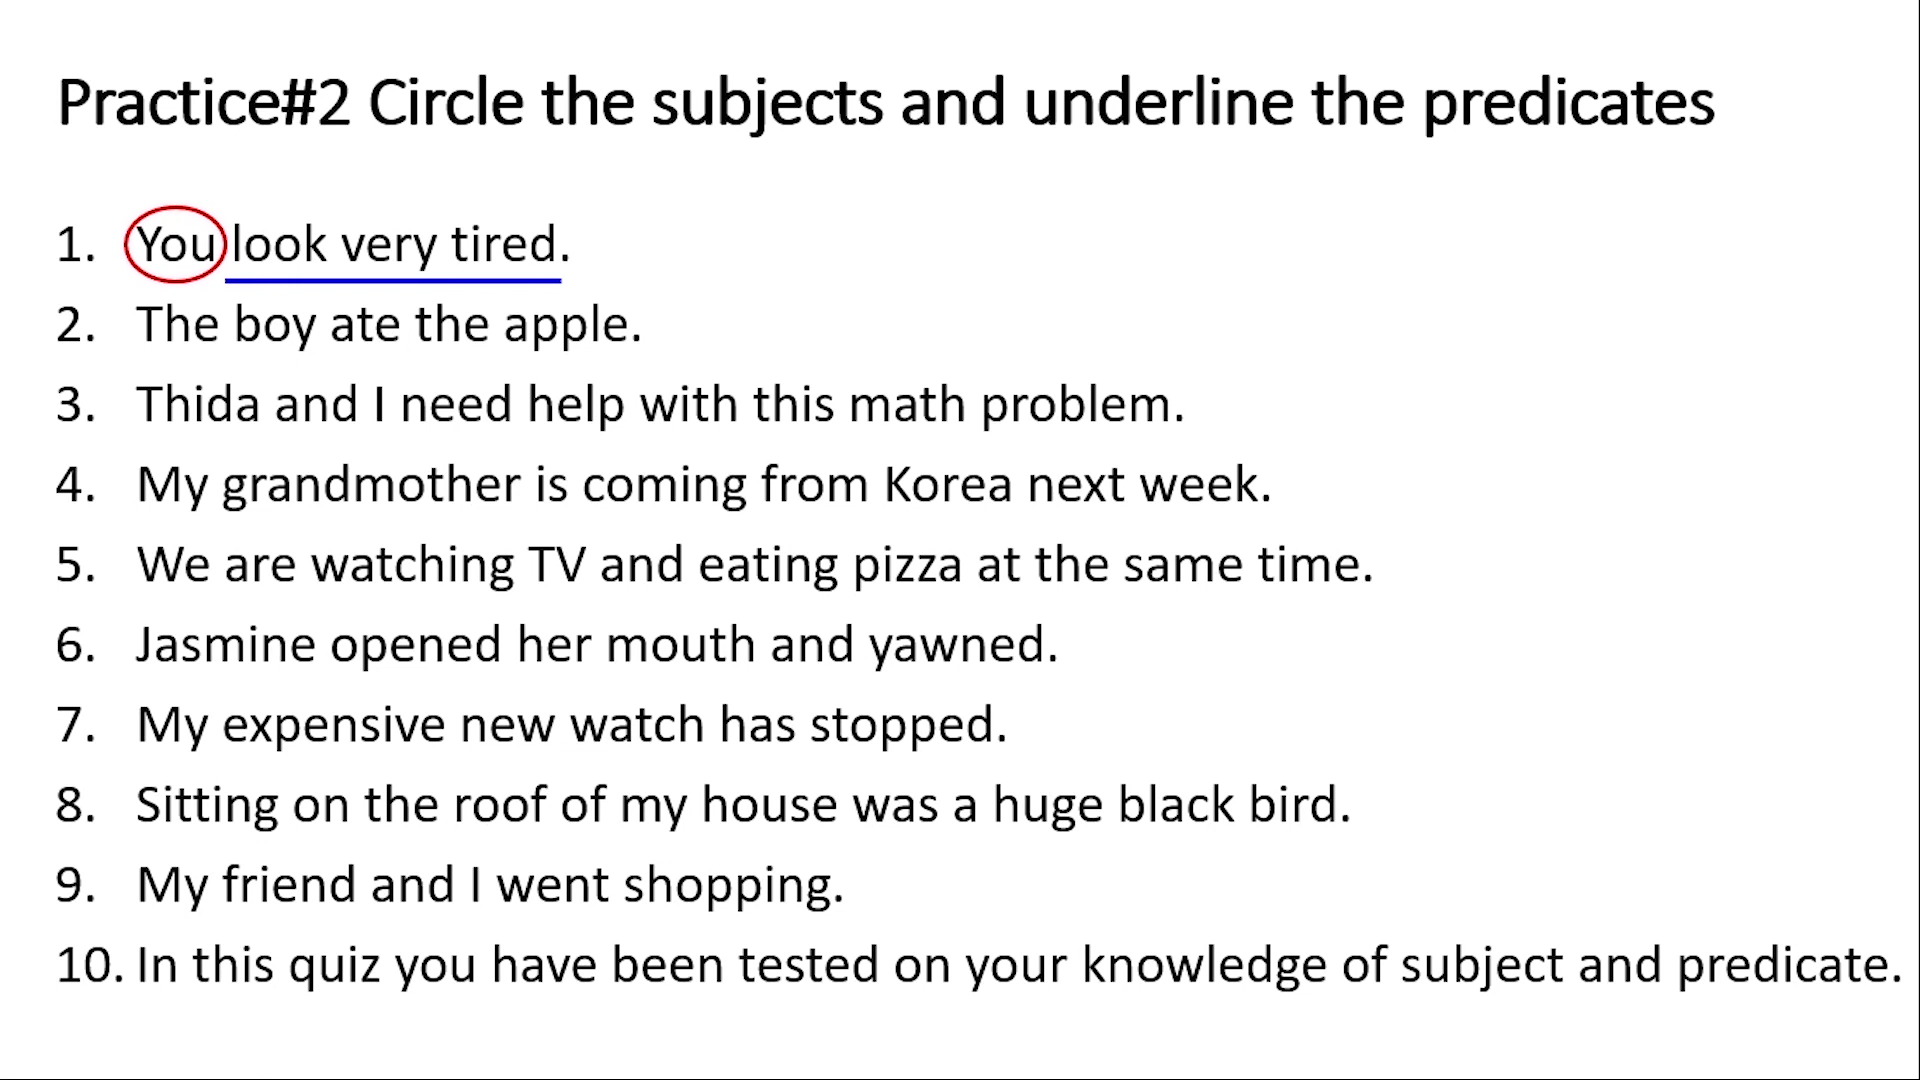 Practice#2 Circle the subjects and underline the predicates
1. You look very tired.
2. The boy ate the apple.
3. Thida and I need help with this math problem.
4. My grandmother is coming from Korea next week.
5. We are watching TV and eating pizza at the same time.
6. Jasmine opened her mouth and yawned.
7. My expensive new watch has stopped.
8. Sitting on the roof of my house was a huge black bird.
9. My friend and I went shopping.
10. In this quiz you have been tested on your knowledge of subject and predicate.